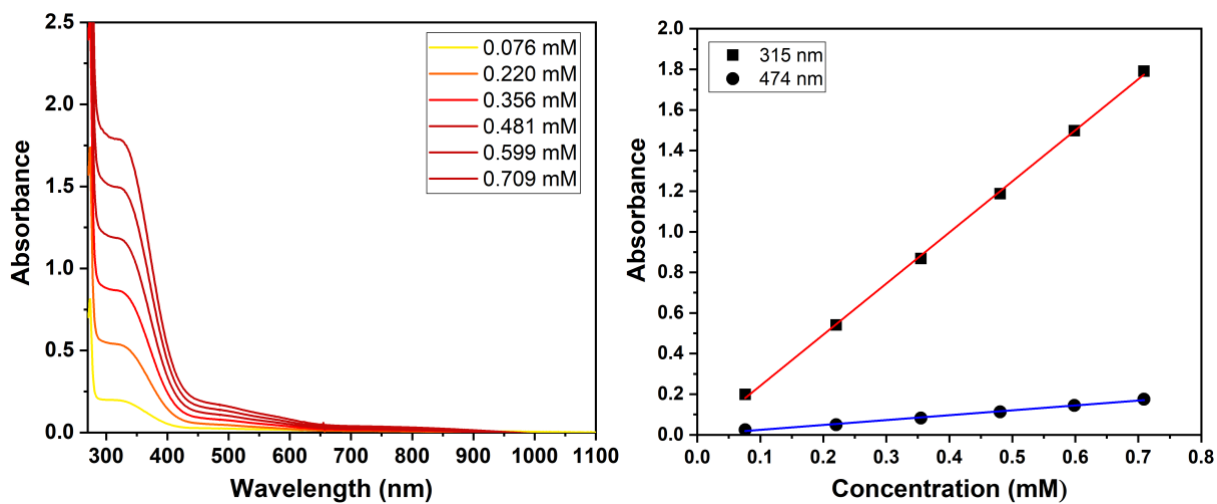 2.5
2.0
1.5
1.0
0.5
0.0
Absorbance
0.076 mM
0.220 mM
0.356 mM
0.481 mM
0.599 mM
0.709 mM
300 400 500 600 700 800 900 1000 1100
Wavelength (nm)
2.0
1.8
1.6
1.4
1.2
1.0
0.8
0.6
0.4
0.2
0.0
Absorbance
315 nm
474 nm
0.0 0.1 0.2 0.3 0.4 0.5 0.6 0.7 0.8
Concentration (mM)